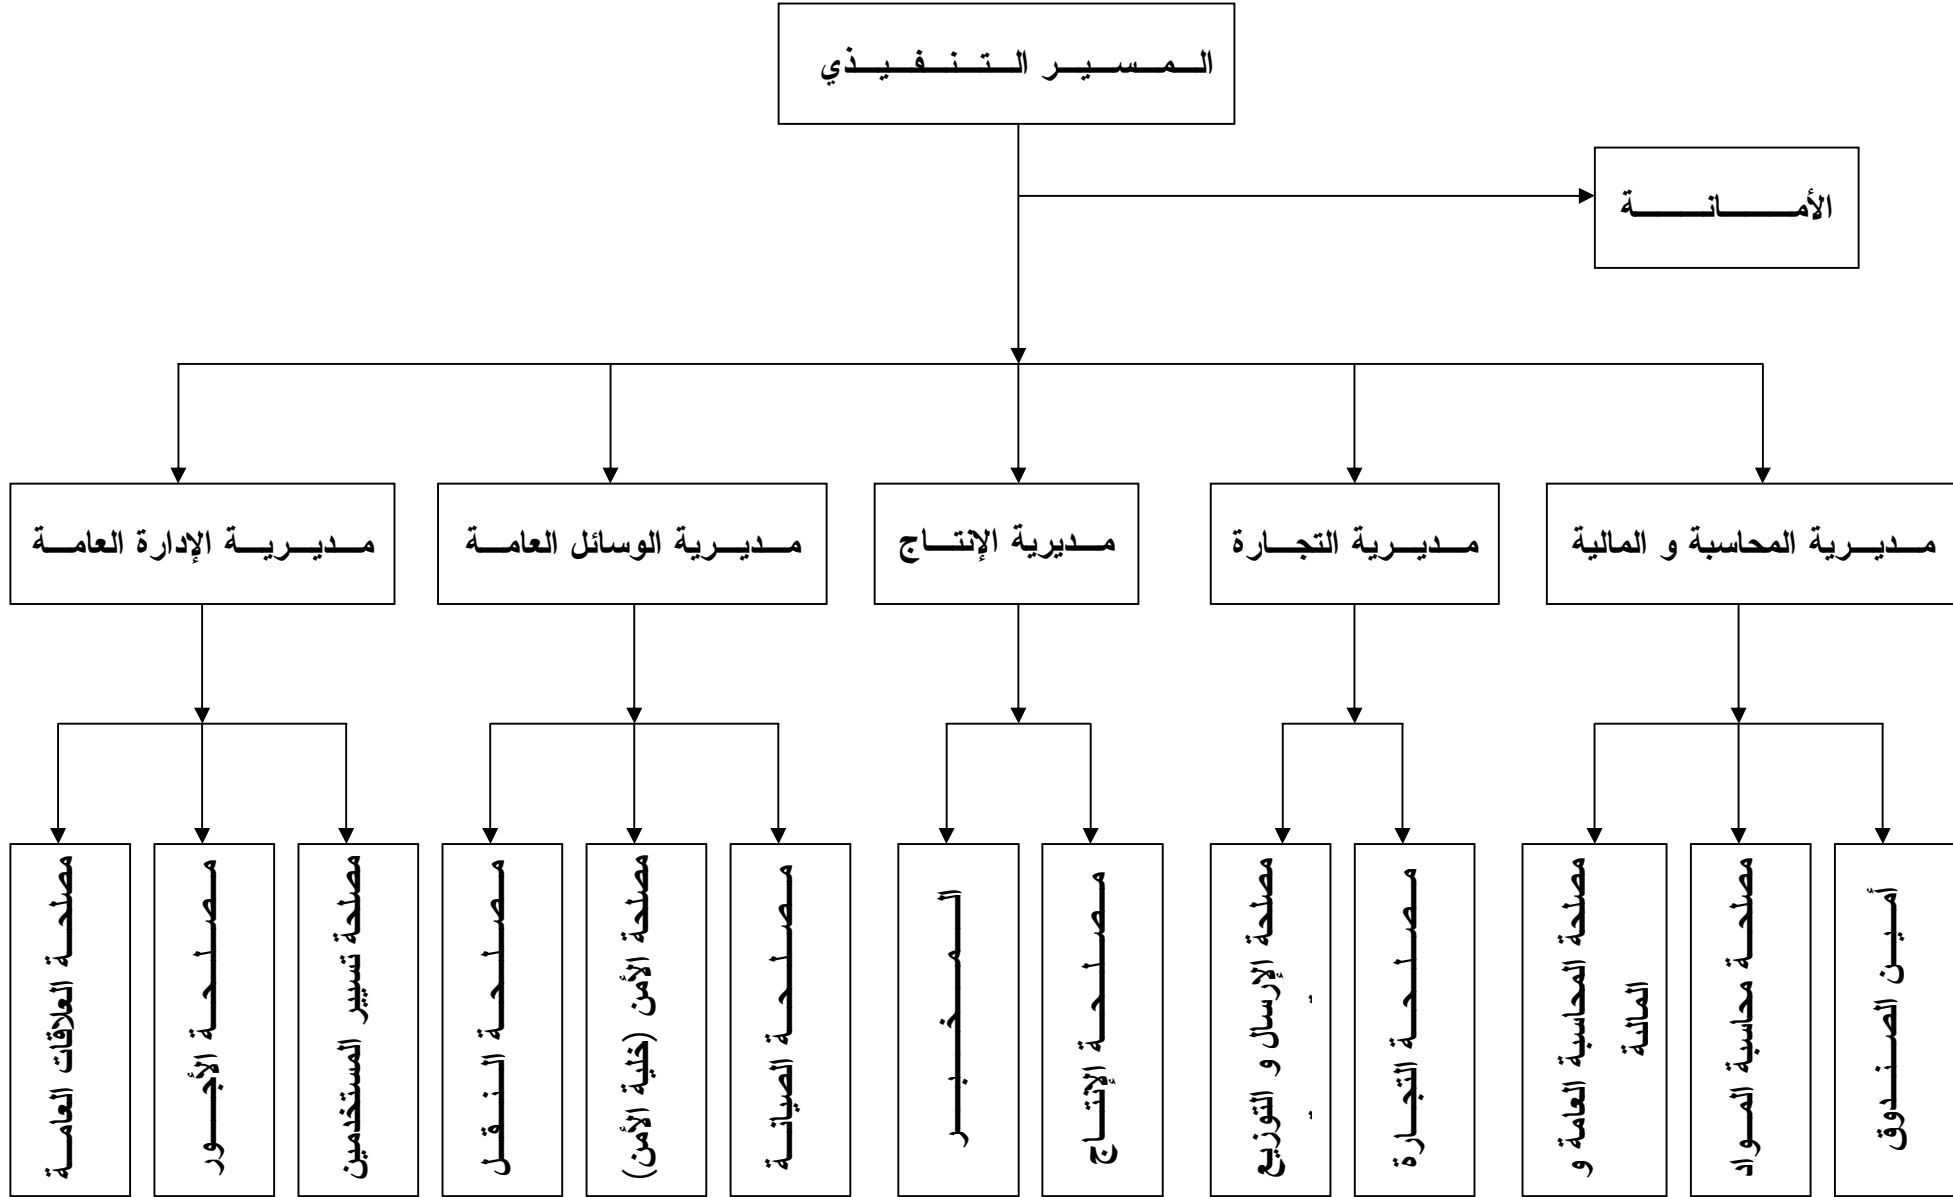 المسير التنفيذي
الأمانة
مديرية المحاسبة و المالية
مديرية التجارة
مديرية الإنتاج
مديرية الوسائل العامة
مديرية الإدارة العامة
أمين الصندوق
مصلحة محاسبة المواد
مصلحة المحاسبة العامة و
المالية
مصلحة التجارة
مصلحة الإرسال و التوزيع
مصلحة الإنتاج
المخبر
مصلحة الصيانة
مصلحة الأمن (خلية الأمن)
مصلحة النقل
مصلحة تسيير المستخدمين
مصلحة الأجور
مصلحة العلاقات العامة